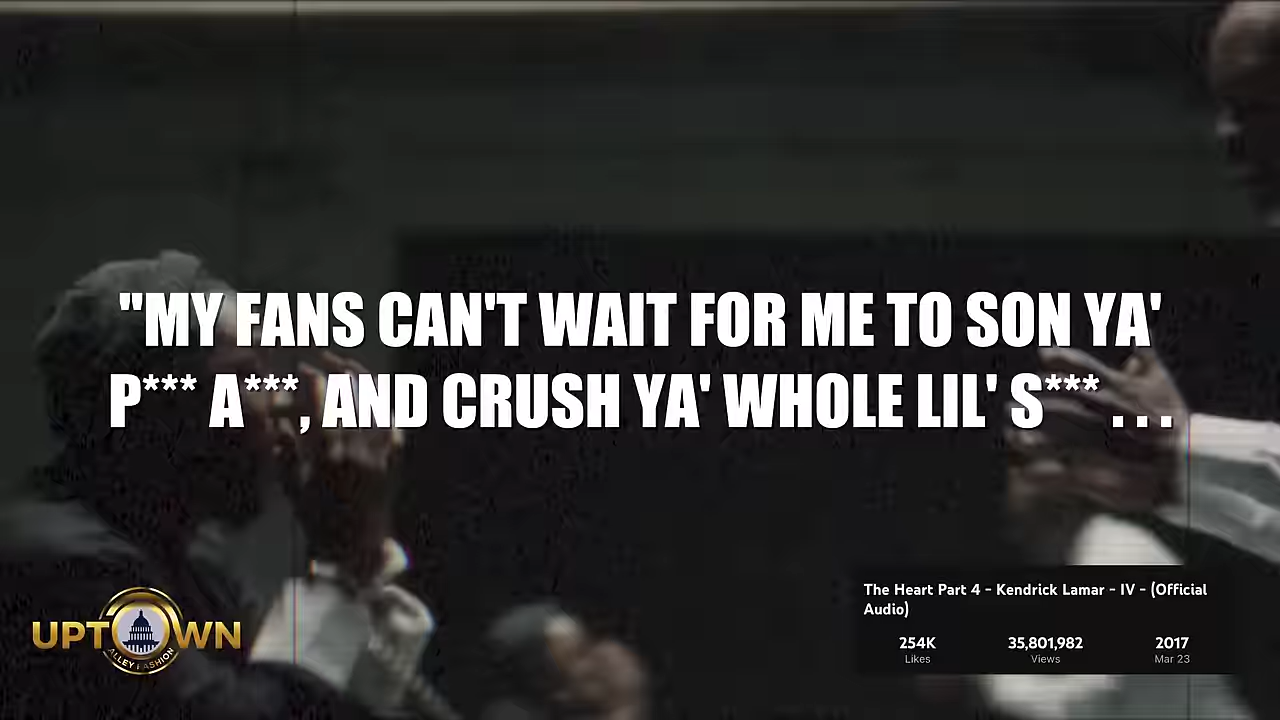 "MY FANS CAN'T WAIT FOR ME TO SON YA'
P*** A***, AND CRUSH YA' WHOLE LIL' S*** . . .
The Heart Part 4 - Kendrick Lamar - IV - (Official
Audio)
254K 35,801,982 2017
Likes Views Mar 23
UPTOWN
ALLEY FASHION